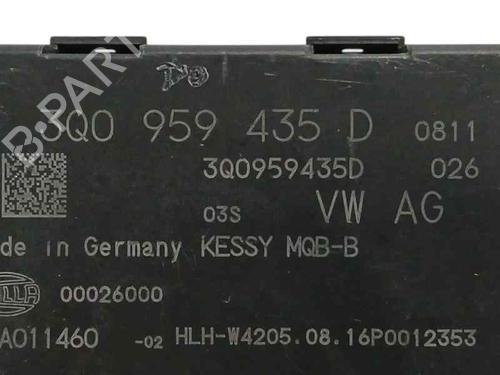 3Q0 959 435 D 0811
3Q0959435D 026
03S VW AG
de in Germany KESSY MQB-B
00026000
A011460 -02 HLH-W4205.08.16P0012353